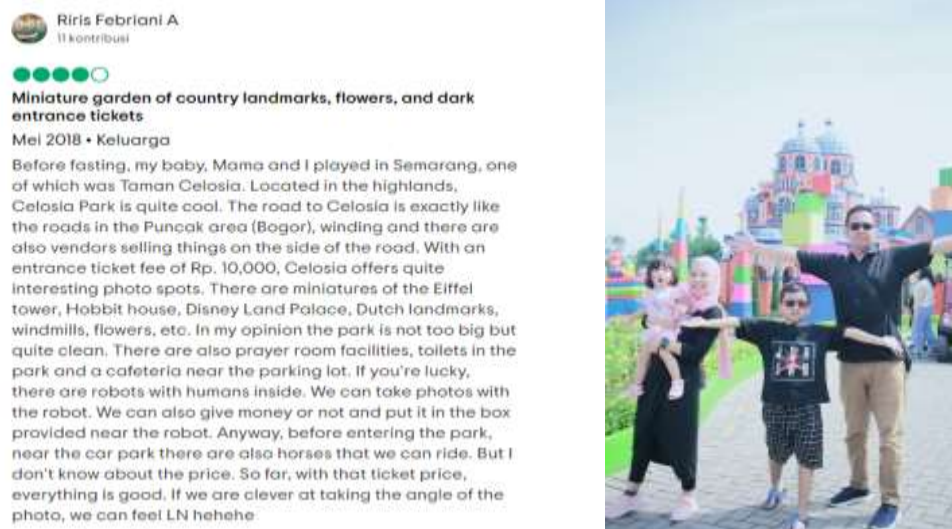 Riris Febriani A
11 kontribusi
Miniature garden of country landmarks, flowers, and dark
entrance tickets
Mei 2018 • Keluarga
Before fasting, my baby, Mama and I played in Semarang, one
of which was Taman Celosia. Located in the highlands,
Celosia Park is quite cool. The road to Celosia is exactly like
the roads in the Puncak area (Bogor), winding and there are
also vendors selling things on the side of the road. With an
entrance ticket fee of Rp. 10,000, Celosia offers quite
interesting photo spots. There are miniatures of the Eiffel
tower, Hobbit house, Disney Land Palace, Dutch landmarks,
windmills, flowers, etc. In my opinion the park is not too big but
quite clean. There are also prayer room facilities, toilets in the
park and a cafeteria near the parking lot. If you're lucky,
there are robots with humans inside. We can take photos with
the robot. We can also give money or not and put it in the box
provided near the robot. Anyway, before entering the park,
near the car park there are also horses that we can ride. But I
don't know about the price. So far, with that ticket price,
everything is good. If we are clever at taking the angle of the
photo, we can feel LN hehehe